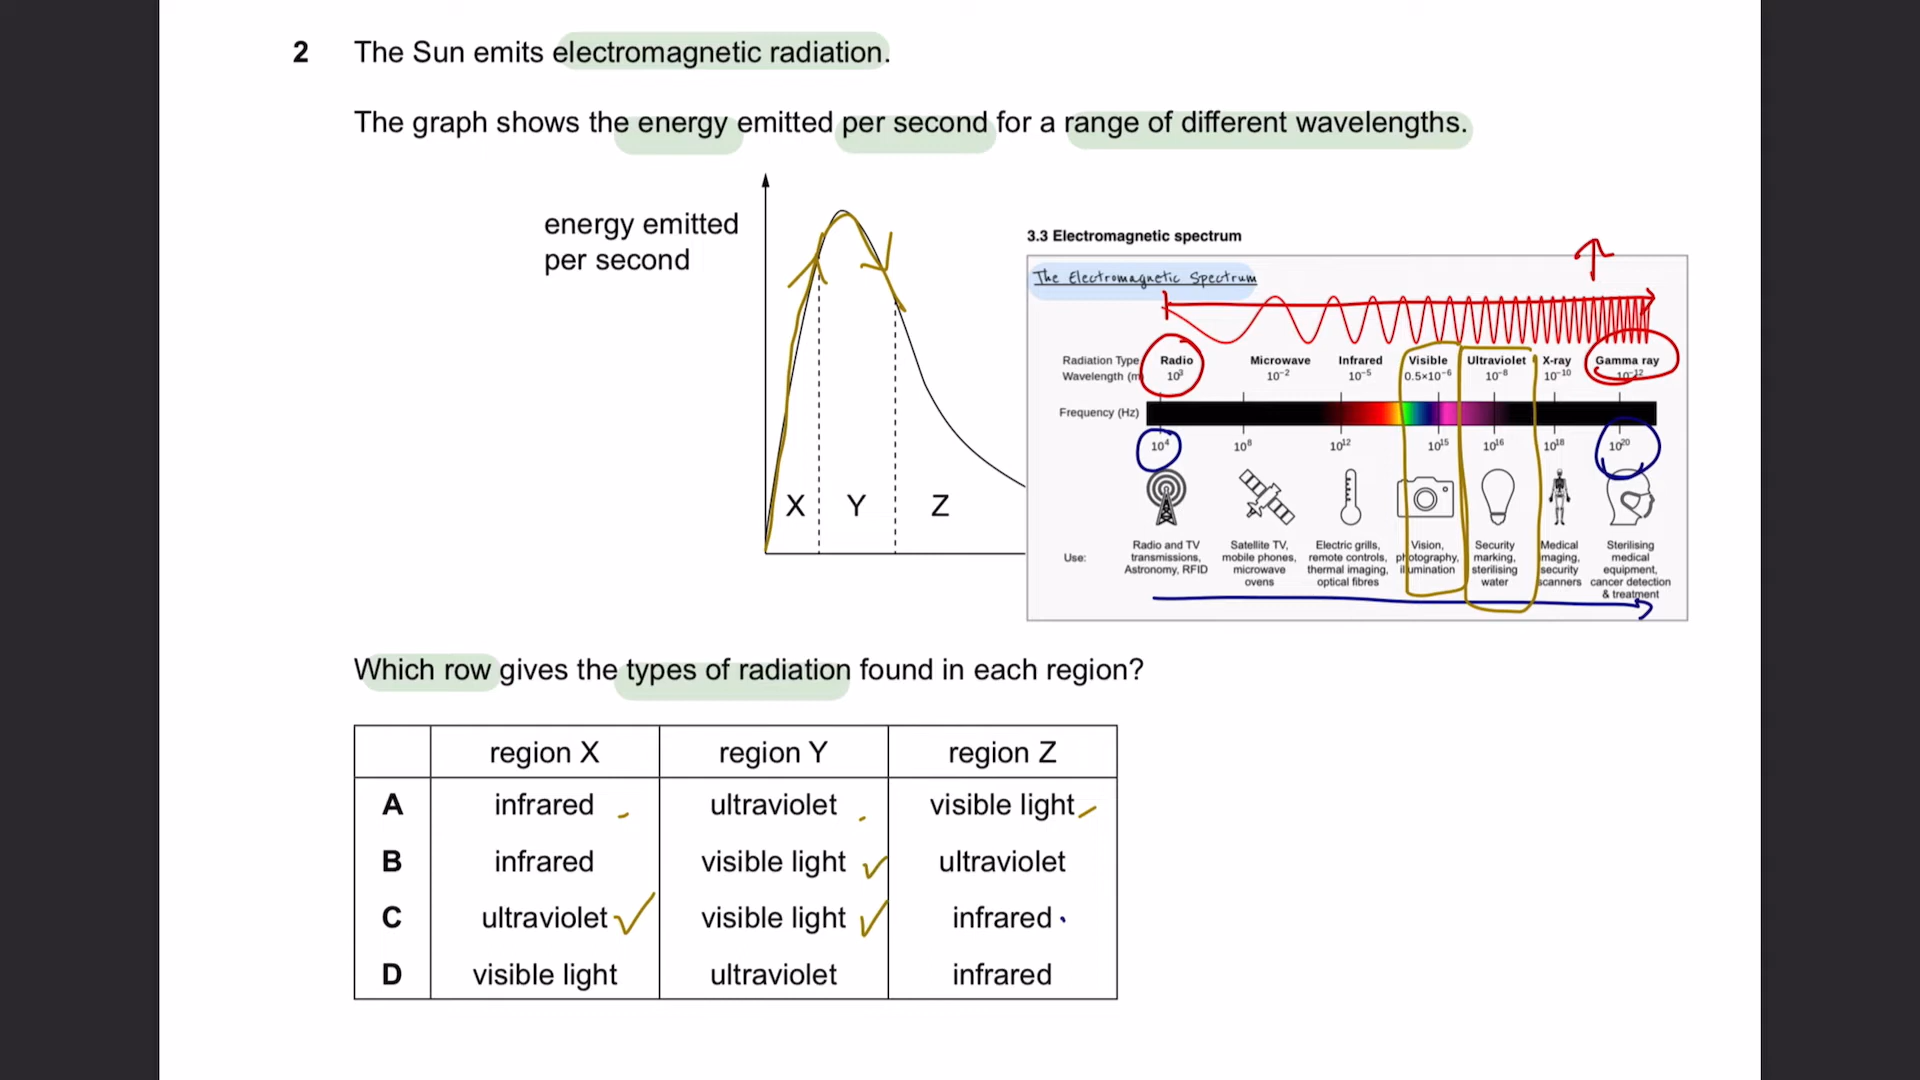 2 The Sun emits electromagnetic radiation.
The graph shows the energy emitted per second for a range of different wavelengths.
energy emitted
per second
X Y Z
3.3 Electromagnetic spectrum
The Electromagnetic Spectrum
Radiation Type Radio Microwave Infrared Visible Ultraviolet X-ray Gamma ray
Wavelength (m 10³ 10⁻² 10⁻⁵ 0.5×10⁻⁶ 10⁻⁸ 10⁻¹⁰ 10⁻¹²
Frequency (Hz)
10⁴ 10⁸ 10¹² 10¹⁵ 10¹⁶ 10¹⁸ 10²⁰
Radio and TV Satellite TV, Electric grills, Vision, Security Medical Sterilising
Use: transmissions, mobile phones, remote controls, photography, marking, imaging, medical
Astronomy, RFID microwave thermal imaging, illumination sterilising security equipment,
ovens optical fibres water scanners cancer detection
& treatment
Which row gives the types of radiation found in each region?
region X region Y region Z
A infrared ultraviolet visible light
B infrared visible light ultraviolet
C ultraviolet visible light infrared
D visible light ultraviolet infrared